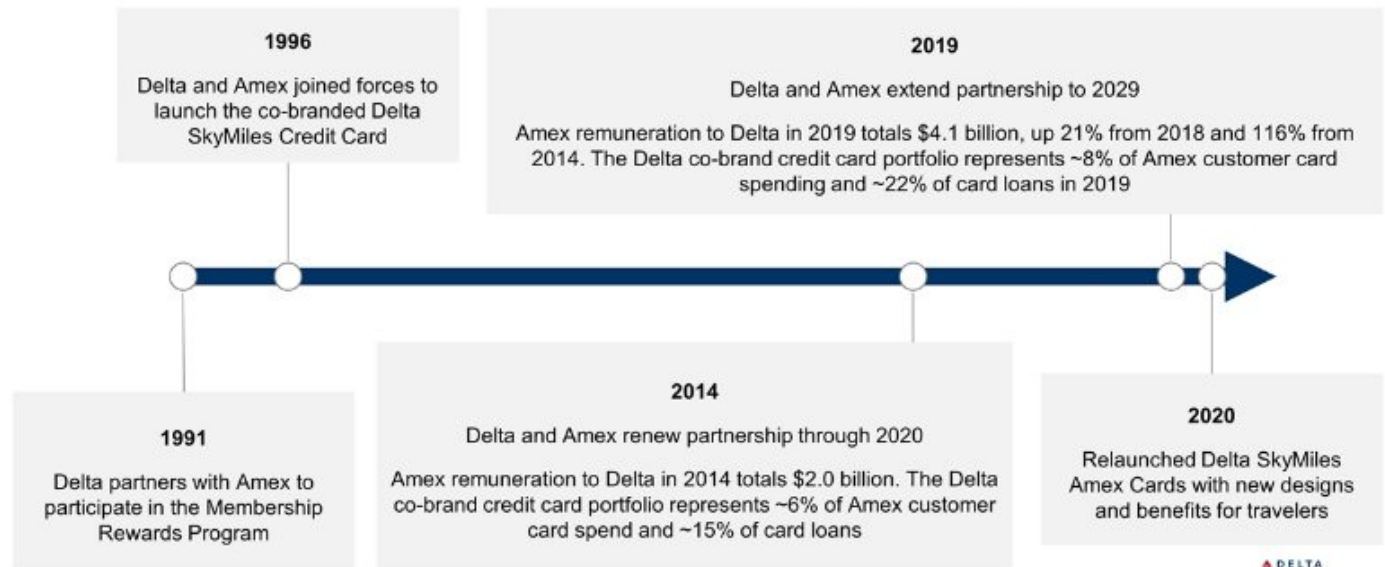 1996
Delta and Amex joined forces to
launch the co-branded Delta
SkyMiles Credit Card
2019
Delta and Amex extend partnership to 2029
Amex remuneration to Delta in 2019 totals $4.1 billion, up 21% from 2018 and 116% from
2014. The Delta co-brand credit card portfolio represents ~8% of Amex customer card
spending and ~22% of card loans in 2019
1991
Delta partners with Amex to
participate in the Membership
Rewards Program
2014
Delta and Amex renew partnership through 2020
Amex remuneration to Delta in 2014 totals $2.0 billion. The Delta
co-brand credit card portfolio represents ~6% of Amex customer
card spend and ~15% of card loans
2020
Relaunched Delta SkyMiles
Amex Cards with new designs
and benefits for travelers
DELTA